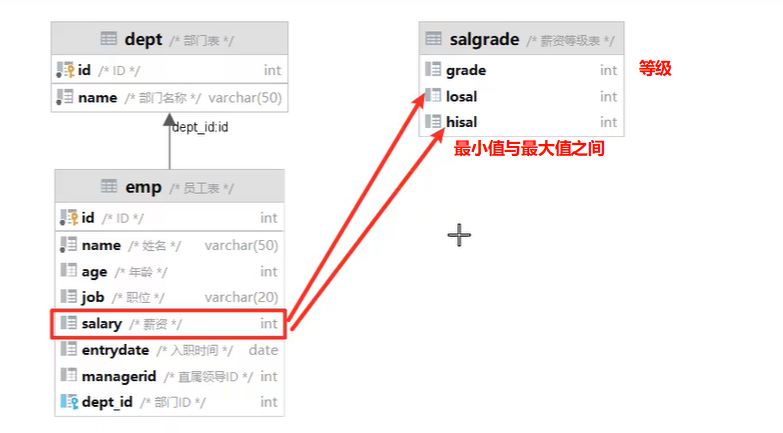 dept /* 部门表 */
id /* ID */ int
name /* 部门名称 */ varchar(50)
dept_id:id
emp /* 员工表 */
id /* ID */ int
name /* 姓名 */ varchar(50)
age /* 年龄 */ int
job /* 职位 */ varchar(20)
salary /* 薪资 */ int
entrydate /* 入职时间 */ date
managerid /* 直属领导ID */ int
dept_id /* 部门ID */ int
salgrade /* 薪资等级表 */
grade int 等级
losal int
hisal int
最小值与最大值之间